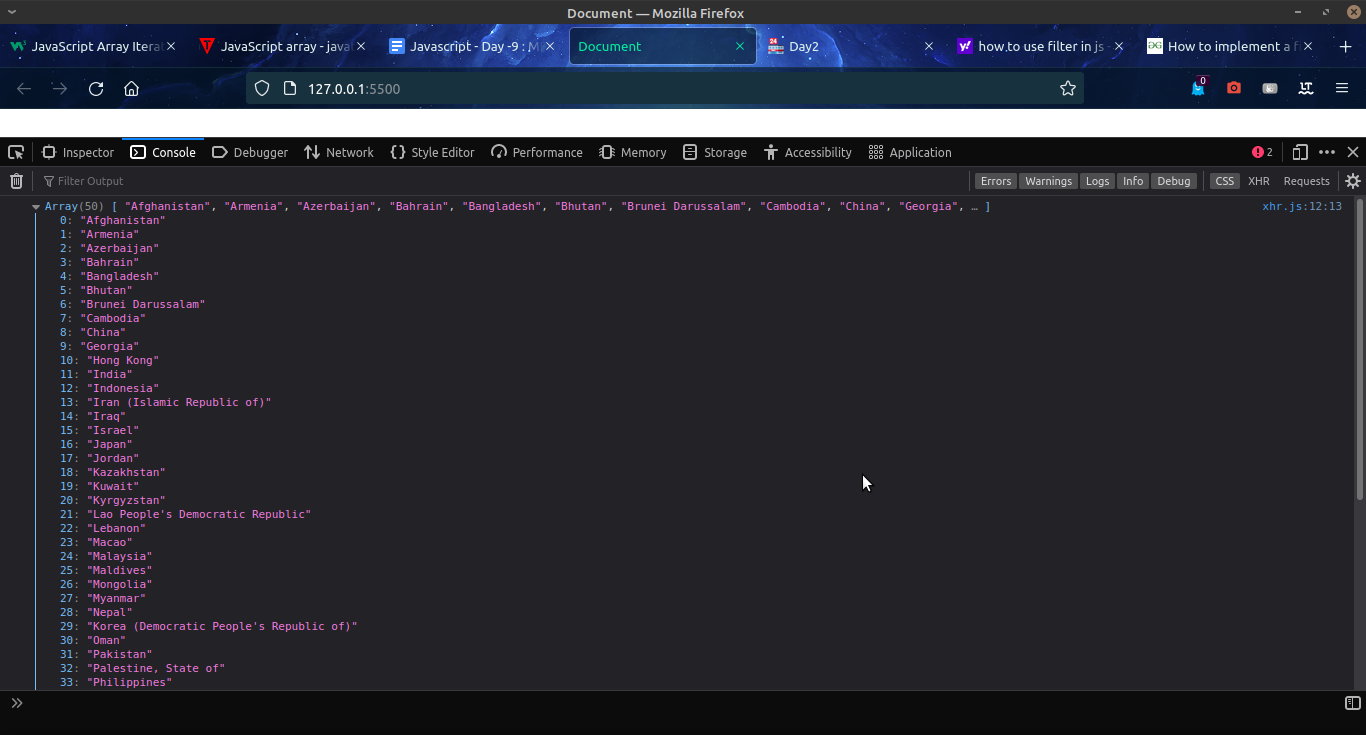 Document — Mozilla Firefox
JavaScript Array Itera
JavaScript array - java
Javascript - Day -9 : M
Document
Day2
how to use filter in js -
How to implement a f
127.0.0.1:5500
0
Inspector
Console
Debugger
Network
Style Editor
Performance
Memory
Storage
Accessibility
Application
2
Filter Output
Errors
Warnings
Logs
Info
Debug
CSS
XHR
Requests
Array(50) [ "Afghanistan", "Armenia", "Azerbaijan", "Bahrain", "Bangladesh", "Bhutan", "Brunei Darussalam", "Cambodia", "China", "Georgia", … ]
xhr.js:12:13
0: "Afghanistan"
1: "Armenia"
2: "Azerbaijan"
3: "Bahrain"
4: "Bangladesh"
5: "Bhutan"
6: "Brunei Darussalam"
7: "Cambodia"
8: "China"
9: "Georgia"
10: "Hong Kong"
11: "India"
12: "Indonesia"
13: "Iran (Islamic Republic of)"
14: "Iraq"
15: "Israel"
16: "Japan"
17: "Jordan"
18: "Kazakhstan"
19: "Kuwait"
20: "Kyrgyzstan"
21: "Lao People's Democratic Republic"
22: "Lebanon"
23: "Macao"
24: "Malaysia"
25: "Maldives"
26: "Mongolia"
27: "Myanmar"
28: "Nepal"
29: "Korea (Democratic People's Republic of)"
30: "Oman"
31: "Pakistan"
32: "Palestine, State of"
33: "Philippines"